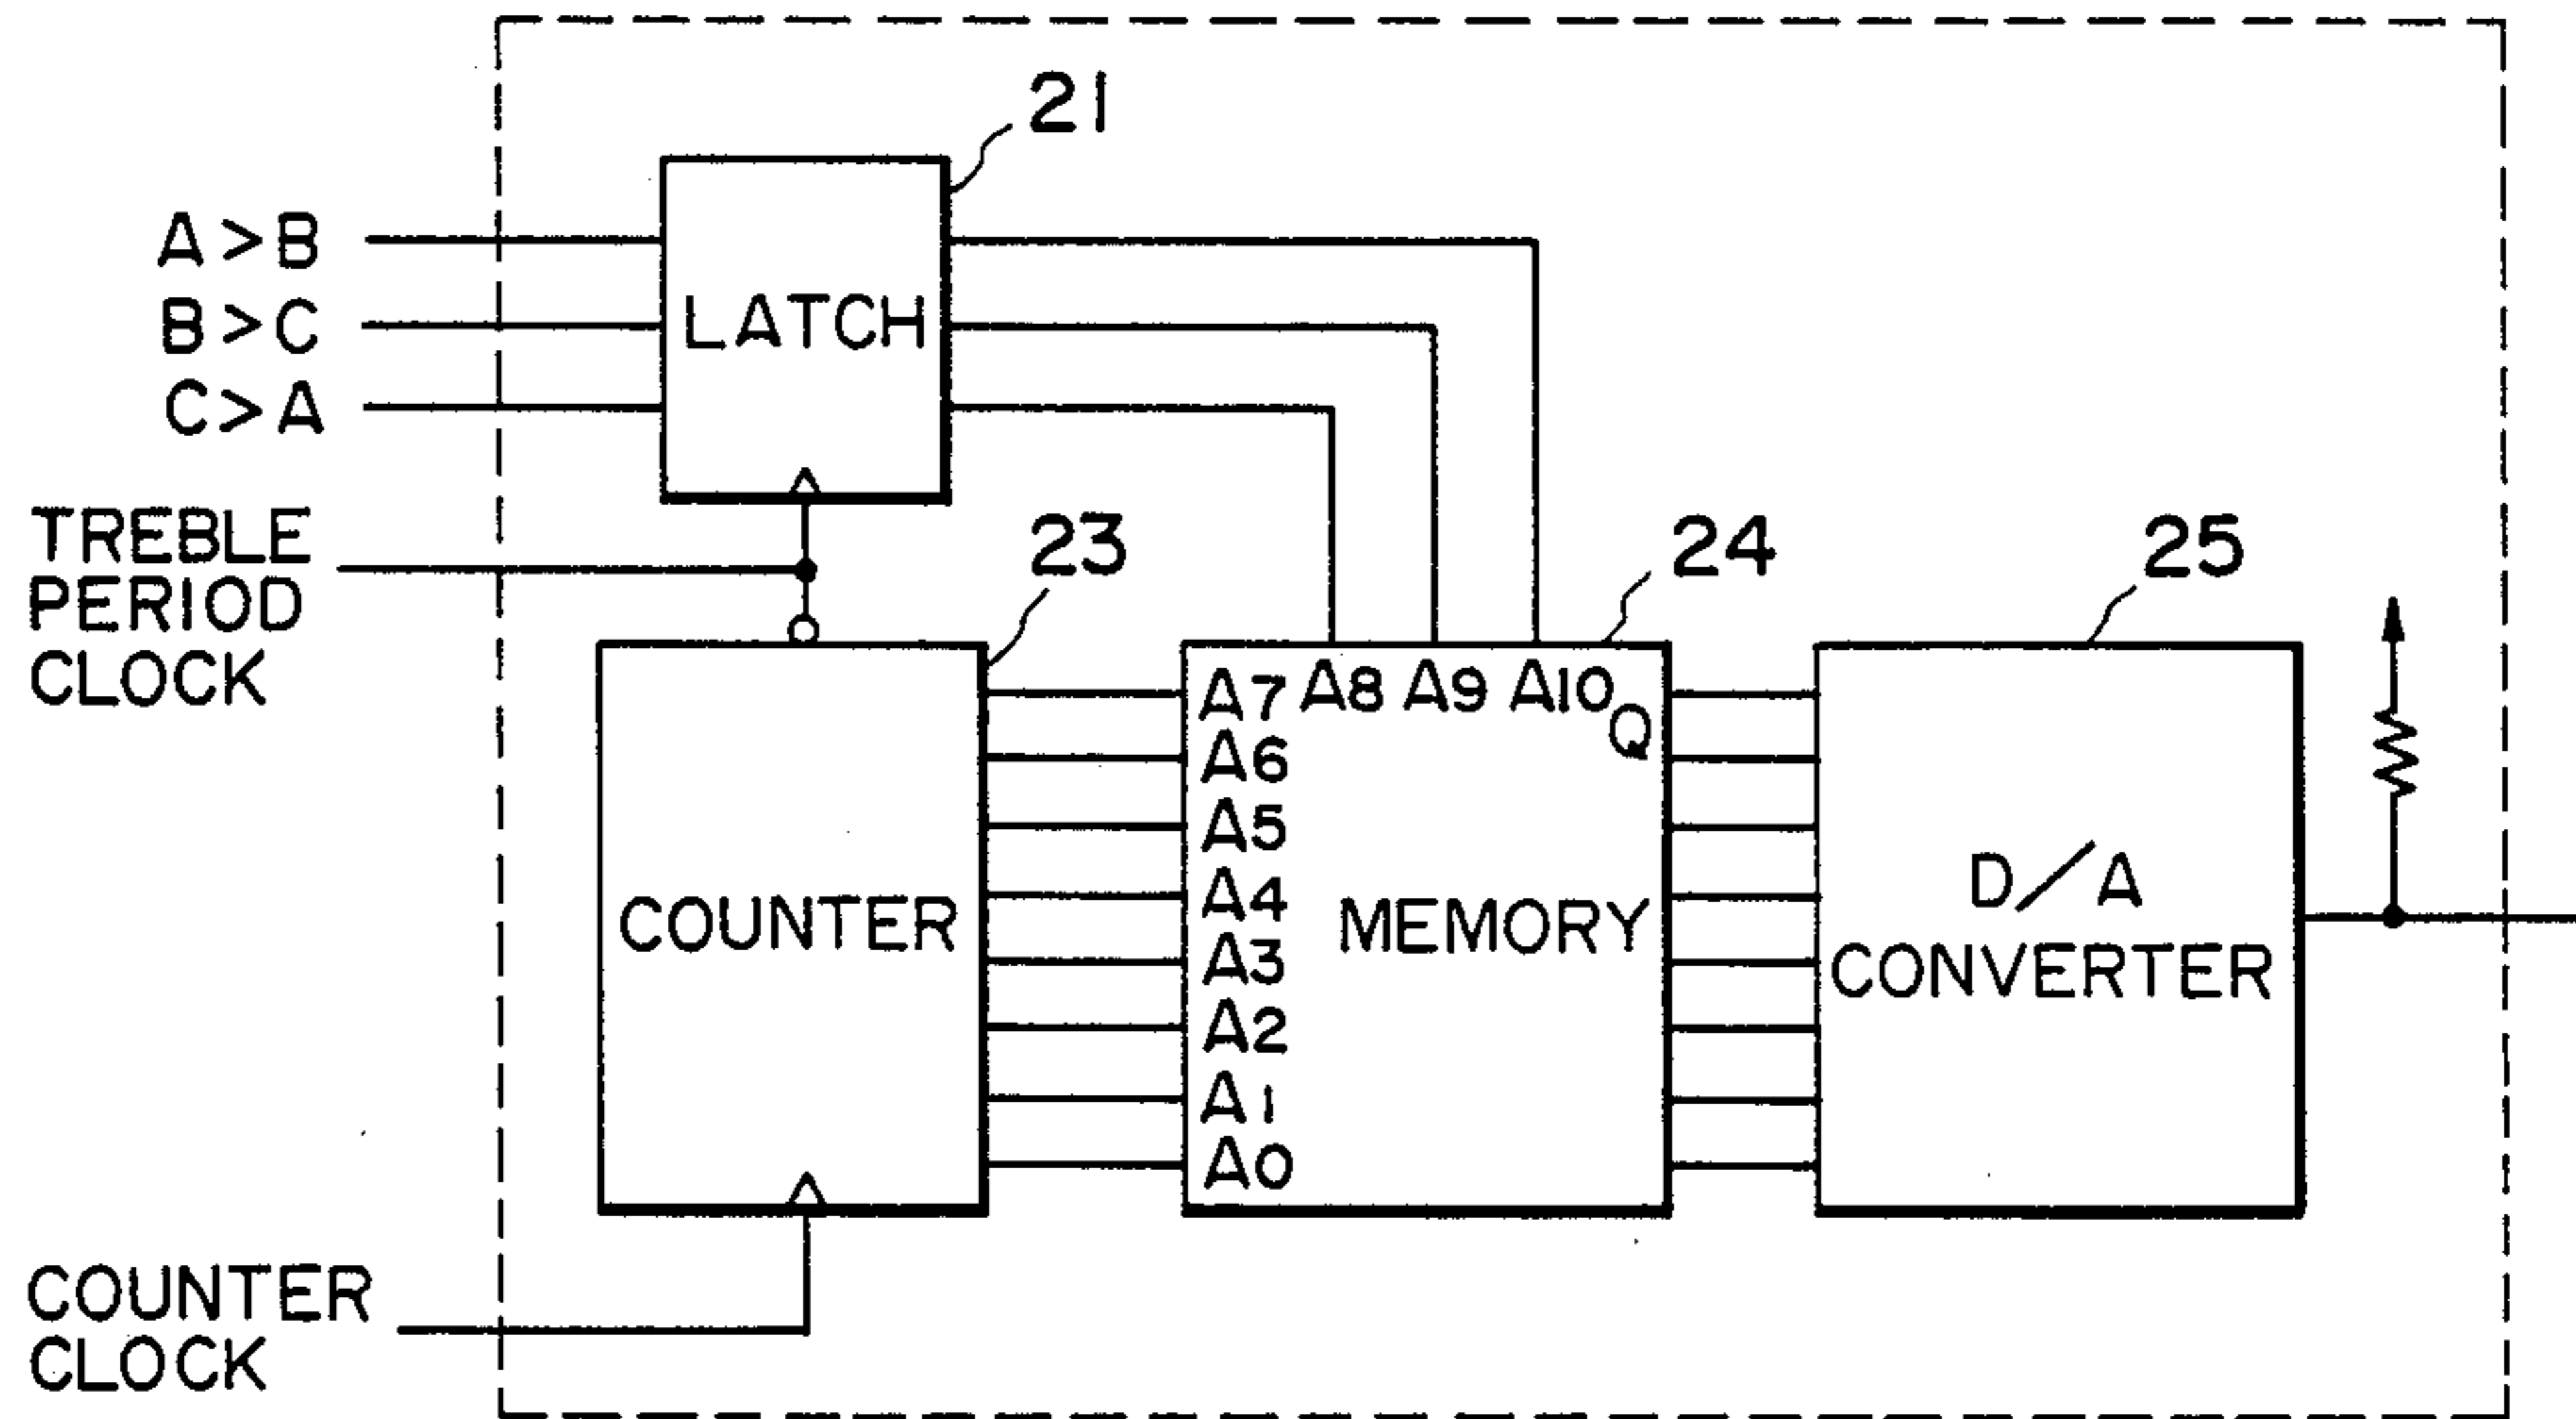 21
A>B
B>C
C>A
LATCH
TREBLE
PERIOD
CLOCK
23
24
25
A7 A8 A9 A10 Q
A6
A5
A4
A3
A2
A1
A0
COUNTER
MEMORY
D/A
CONVERTER
COUNTER
CLOCK